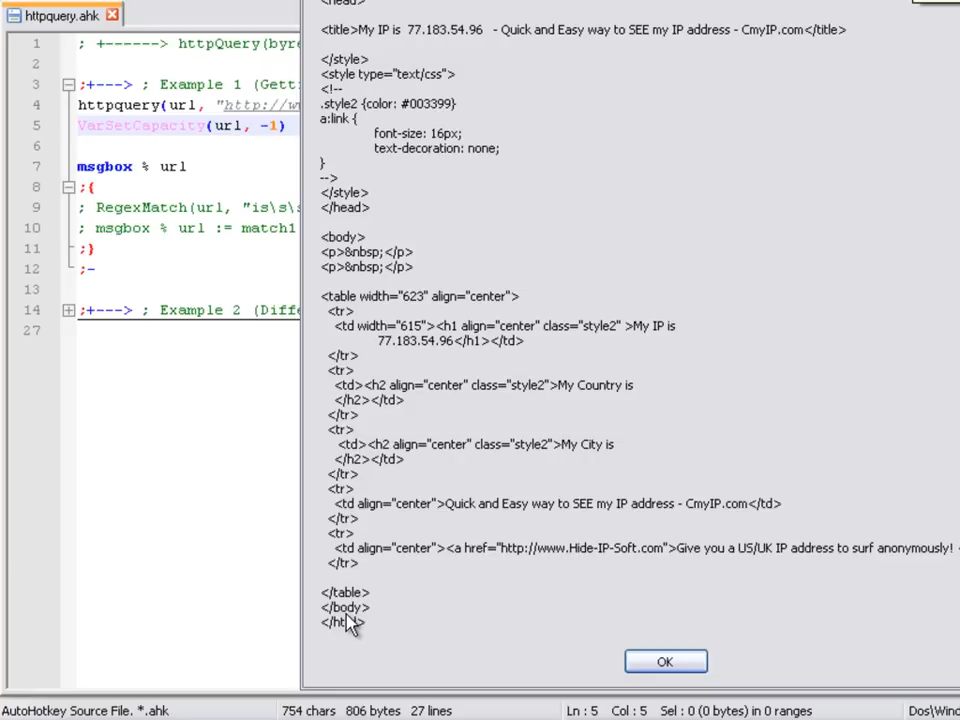 httpquery.ahk
1 ; +------> httpQuery(byre
2
3 ;+---> ; Example 1 (Getti
4 httpquery(url, "http://w
5 VarSetCapacity(url, -1)
6
7 msgbox % url
8 ;{
9 ; RegexMatch(url, "is\s\s
10 ; msgbox % url := match1
11 ;}
12 ;-
13
14 ;+---> ; Example 2 (Diffe
27
<head>
<title>My IP is 77.183.54.96 - Quick and Easy way to SEE my IP address - CmyIP.com</title>
</style>
<style type="text/css">
<!--
.style2 {color: #003399}
a:link {
font-size: 16px;
text-decoration: none;
}
-->
</style>
</head>
<body>
<p>&nbsp;</p>
<p>&nbsp;</p>
<table width="623" align="center">
<tr>
<td width="615"><h1 align="center" class="style2" >My IP is
77.183.54.96</h1></td>
</tr>
<tr>
<td><h2 align="center" class="style2">My Country is
</h2></td>
</tr>
<tr>
<td><h2 align="center" class="style2">My City is
</h2></td>
</tr>
<tr>
<td align="center">Quick and Easy way to SEE my IP address - CmyIP.com</td>
</tr>
<tr>
<td align="center"><a href="http://www.Hide-IP-Soft.com">Give you a US/UK IP address to surf anonymously! <
</tr>
</table>
</body>
</html>
OK
AutoHotkey Source File. *.ahk 754 chars 806 bytes 27 lines Ln : 5 Col : 5 Sel : 0 (0 bytes) in 0 ranges Dos\Wind